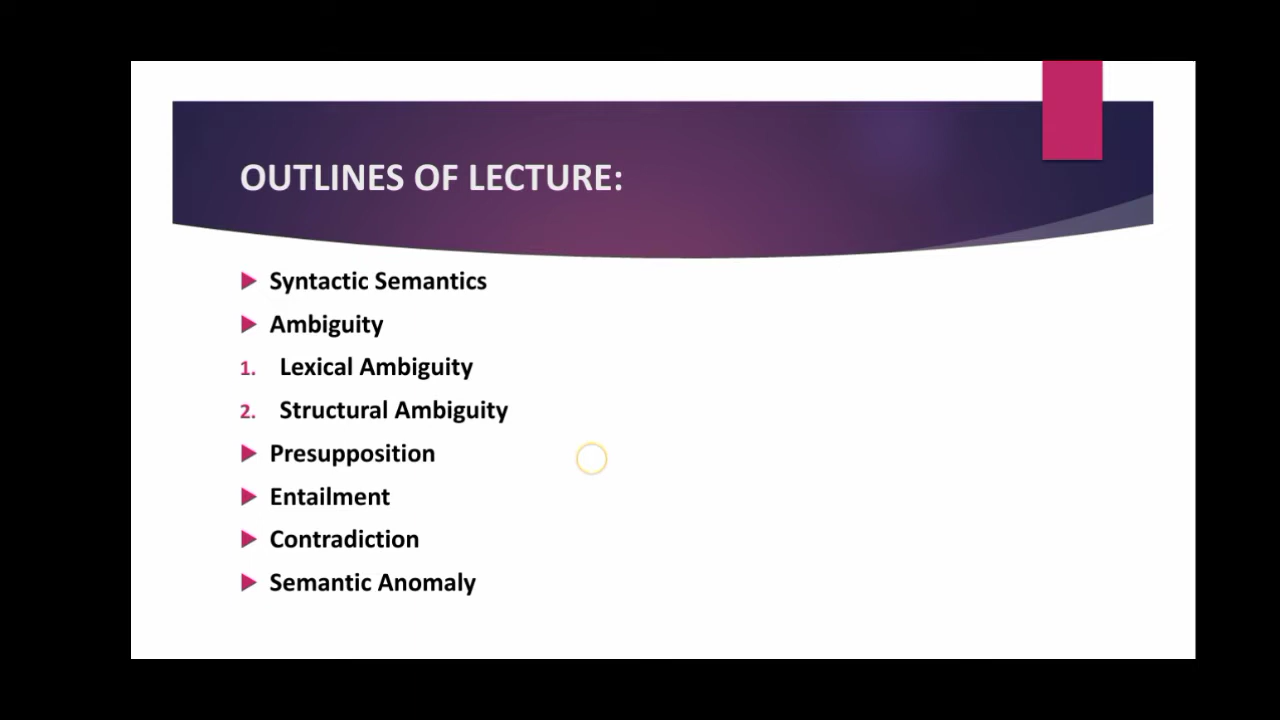 OUTLINES OF LECTURE:
Syntactic Semantics
Ambiguity
1. Lexical Ambiguity
2. Structural Ambiguity
Presupposition
Entailment
Contradiction
Semantic Anomaly